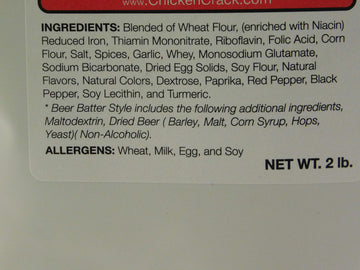 www.ChickenCrack.com
INGREDIENTS: Blended of Wheat Flour, (enriched with Niacin)
Reduced Iron, Thiamin Mononitrate, Riboflavin, Folic Acid, Corn
Flour, Salt, Spices, Garlic, Whey, Monosodium Glutamate,
Sodium Bicarbonate, Dried Egg Solids, Soy Flour, Natural
Flavors, Natural Colors, Dextrose, Paprika, Red Pepper, Black
Pepper, Soy Lecithin, and Turmeric.
* Beer Batter Style includes the following additional ingredients,
Maltodextrin, Dried Beer ( Barley, Malt, Corn Syrup, Hops,
Yeast)( Non-Alcoholic).
ALLERGENS: Wheat, Milk, Egg, and Soy
NET WT. 2 lb.